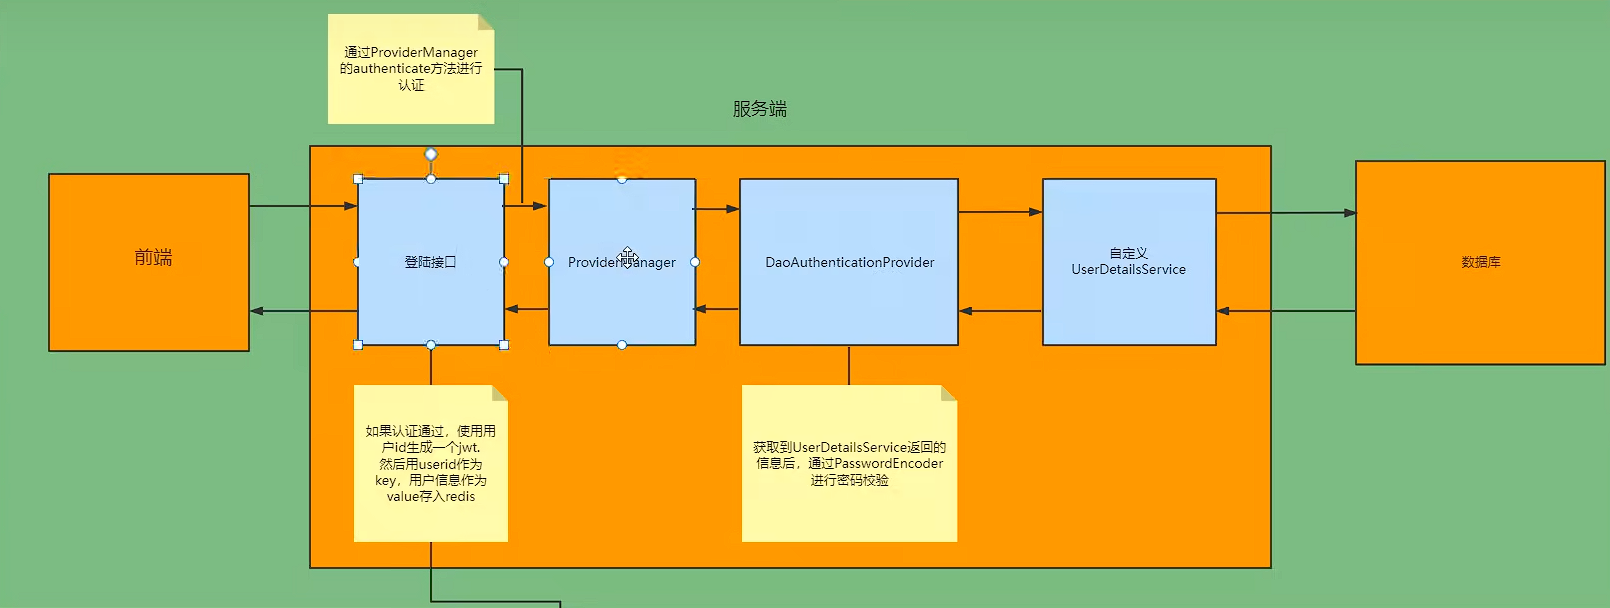 通过ProviderManager
的authenticate方法进行
认证
服务端
前端
登陆接口
ProviderManager
DaoAuthenticationProvider
自定义
UserDetailsService
数据库
如果认证通过，使用用
户id生成一个jwt.
然后用userid作为
key，用户信息作为
value存入redis
获取到UserDetailsService返回的
信息后，通过PasswordEncoder
进行密码校验